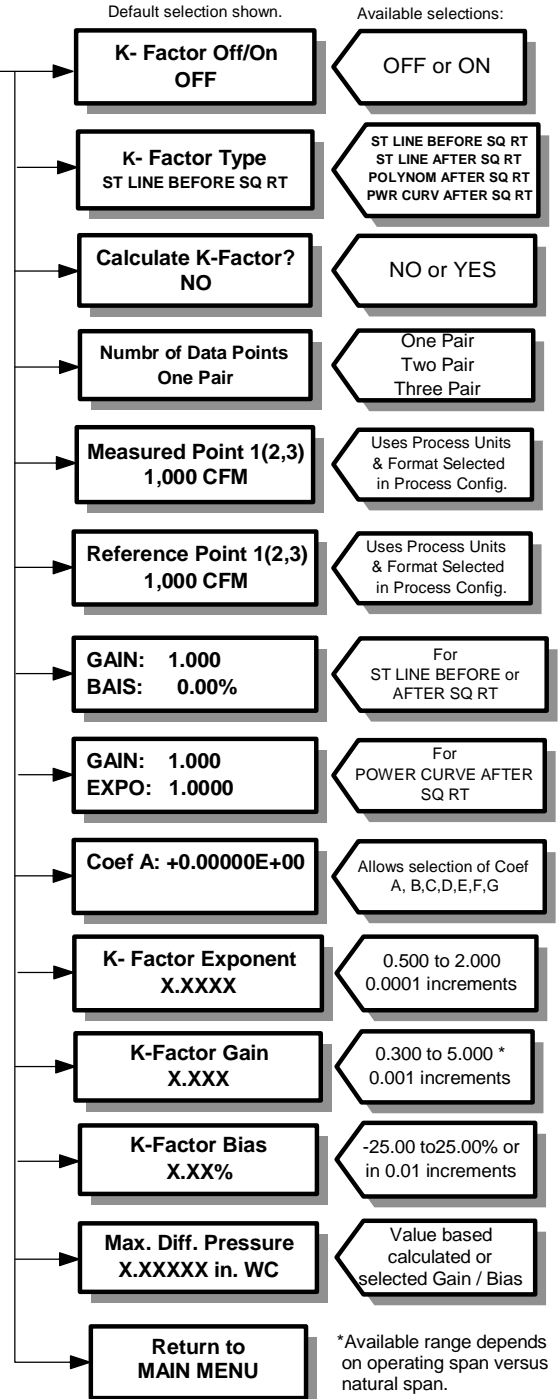 Default selection shown.
Available selections:
K- Factor Off/On
OFF
OFF or ON
K- Factor Type
ST LINE BEFORE SQ RT
ST LINE BEFORE SQ RT
ST LINE AFTER SQ RT
POLYNOM AFTER SQ RT
PWR CURV AFTER SQ RT
Calculate K-Factor?
NO
NO or YES
Numbr of Data Points
One Pair
One Pair
Two Pair
Three Pair
Measured Point 1(2,3)
1,000 CFM
Uses Process Units
& Format Selected
in Process Config.
Reference Point 1(2,3)
1,000 CFM
Uses Process Units
& Format Selected
in Process Config.
GAIN: 1.000
BAIS: 0.00%
For
ST LINE BEFORE or
AFTER SQ RT
GAIN: 1.000
EXPO: 1.0000
For
POWER CURVE AFTER
SQ RT
Coef A: +0.00000E+00
Allows selection of Coef
A, B,C,D,E,F,G
K- Factor Exponent
X.XXXX
0.500 to 2.000
0.0001 increments
K-Factor Gain
X.XXX
0.300 to 5.000 *
0.001 increments
K-Factor Bias
X.XX%
-25.00 to25.00% or
in 0.01 increments
Max. Diff. Pressure
X.XXXXX in. WC
Value based
calculated or
selected Gain / Bias
Return to
MAIN MENU
*Available range depends
on operating span versus
natural span.